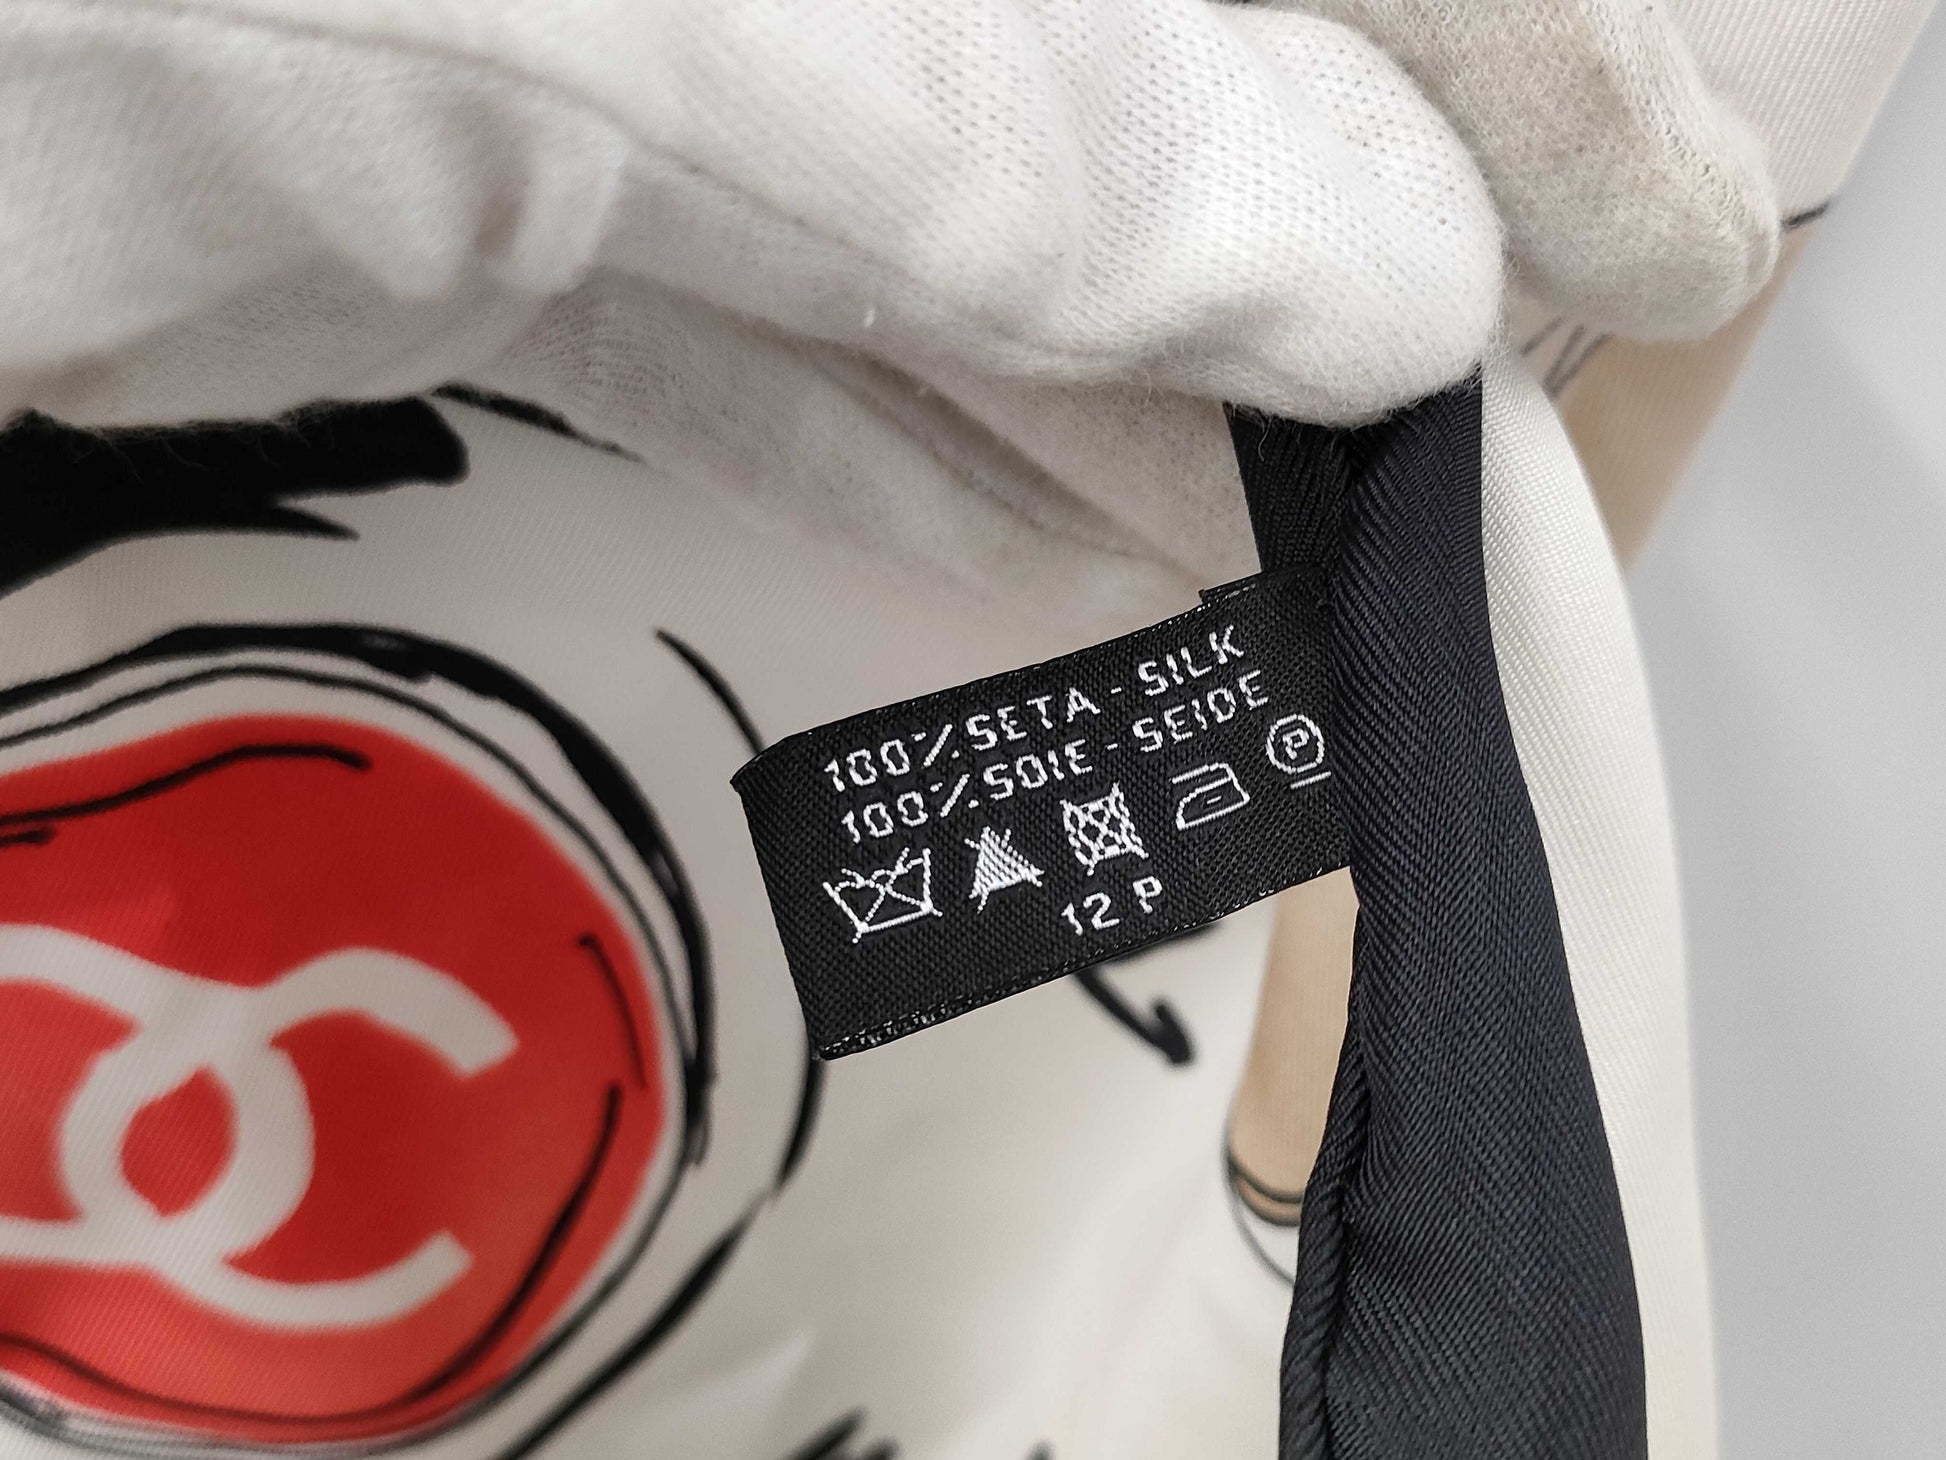 100% SETA - SILK
100% SOIE - SEIDE
P
12 P